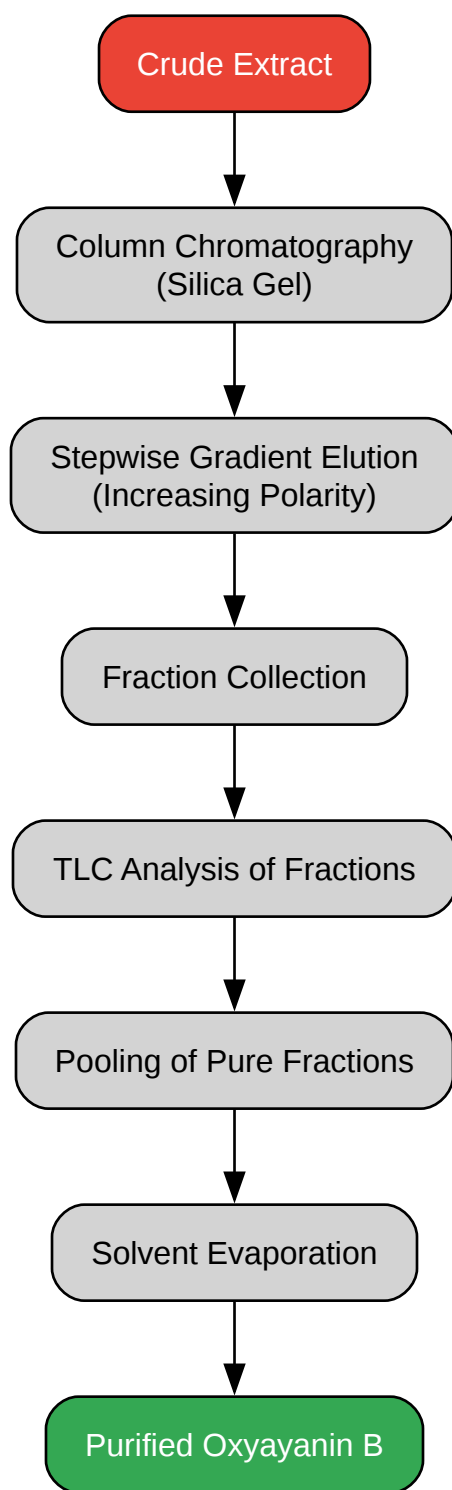 Crude Extract
Column Chromatography
(Silica Gel)
Stepwise Gradient Elution
(Increasing Polarity)
Fraction Collection
TLC Analysis of Fractions
Pooling of Pure Fractions
Solvent Evaporation
Purified Oxyayanin B